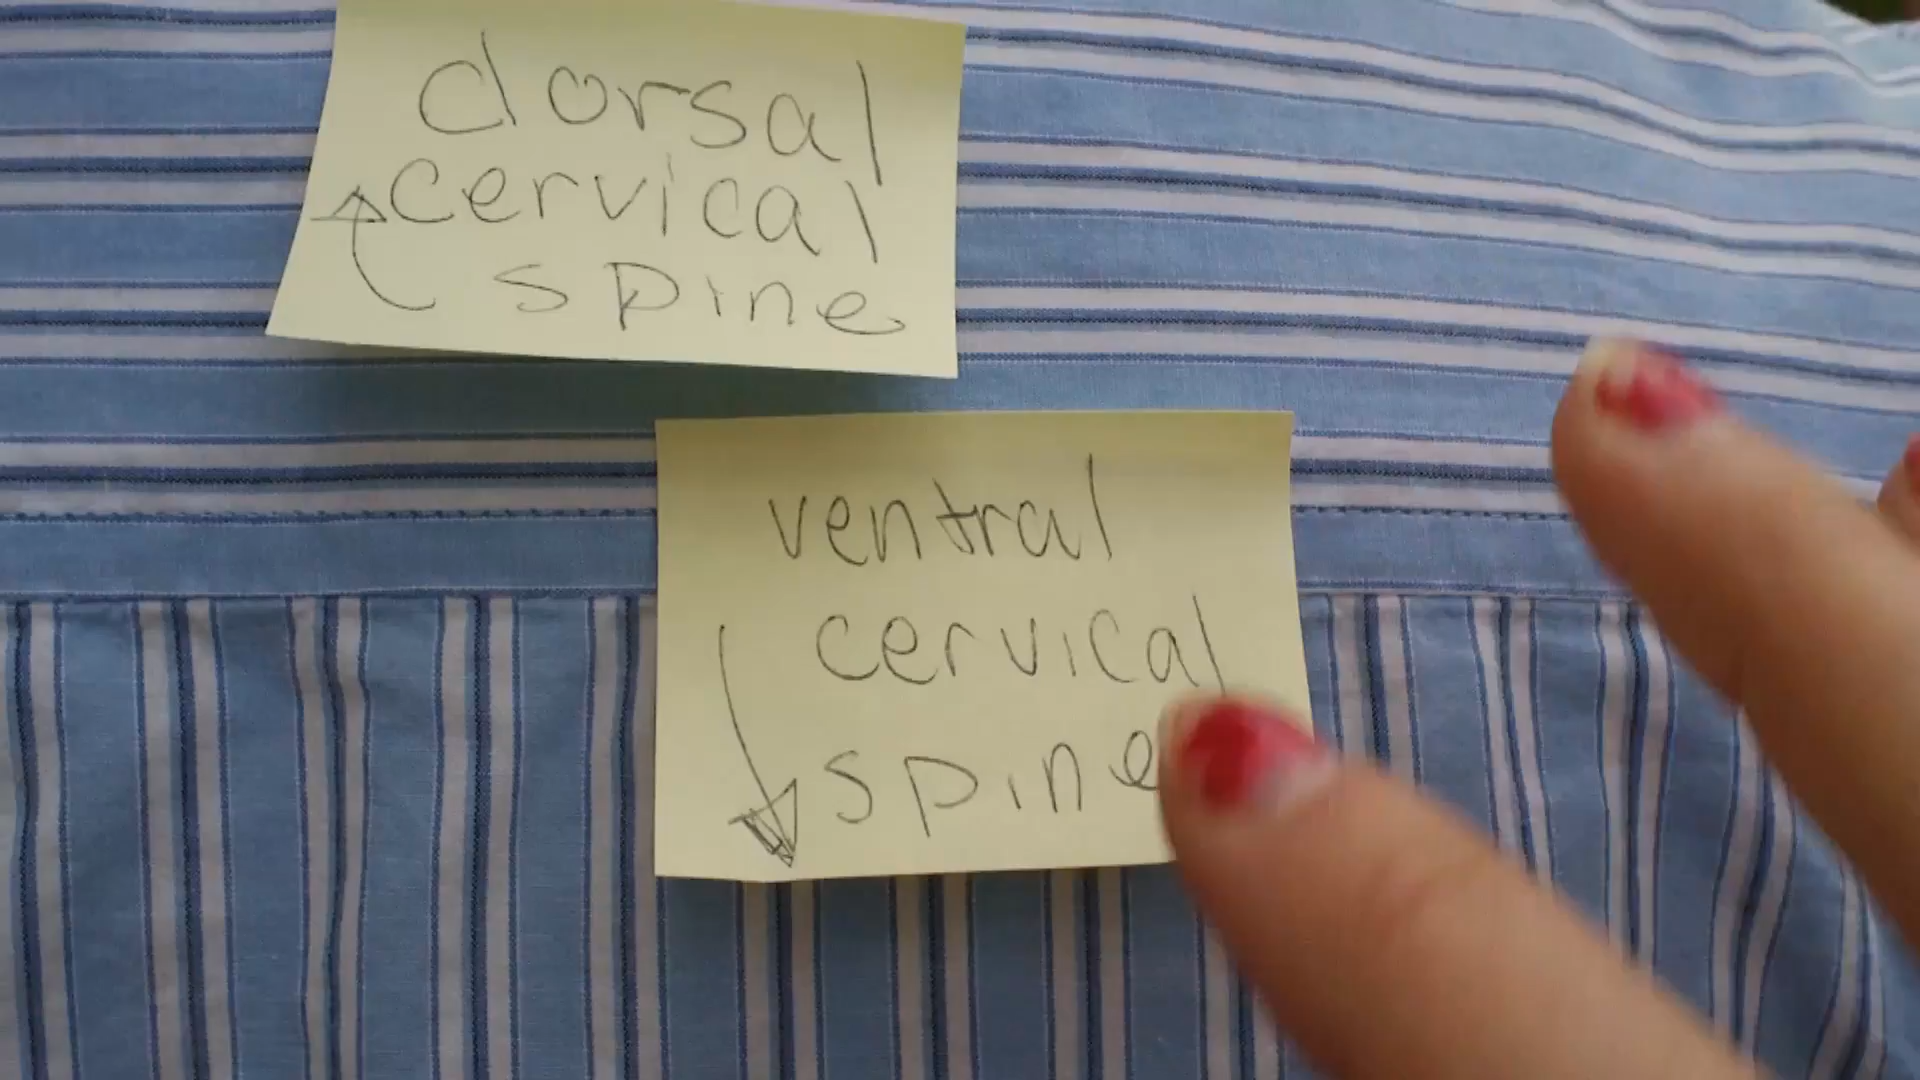 dorsal
cervical
spine
ventral
cervical
spine